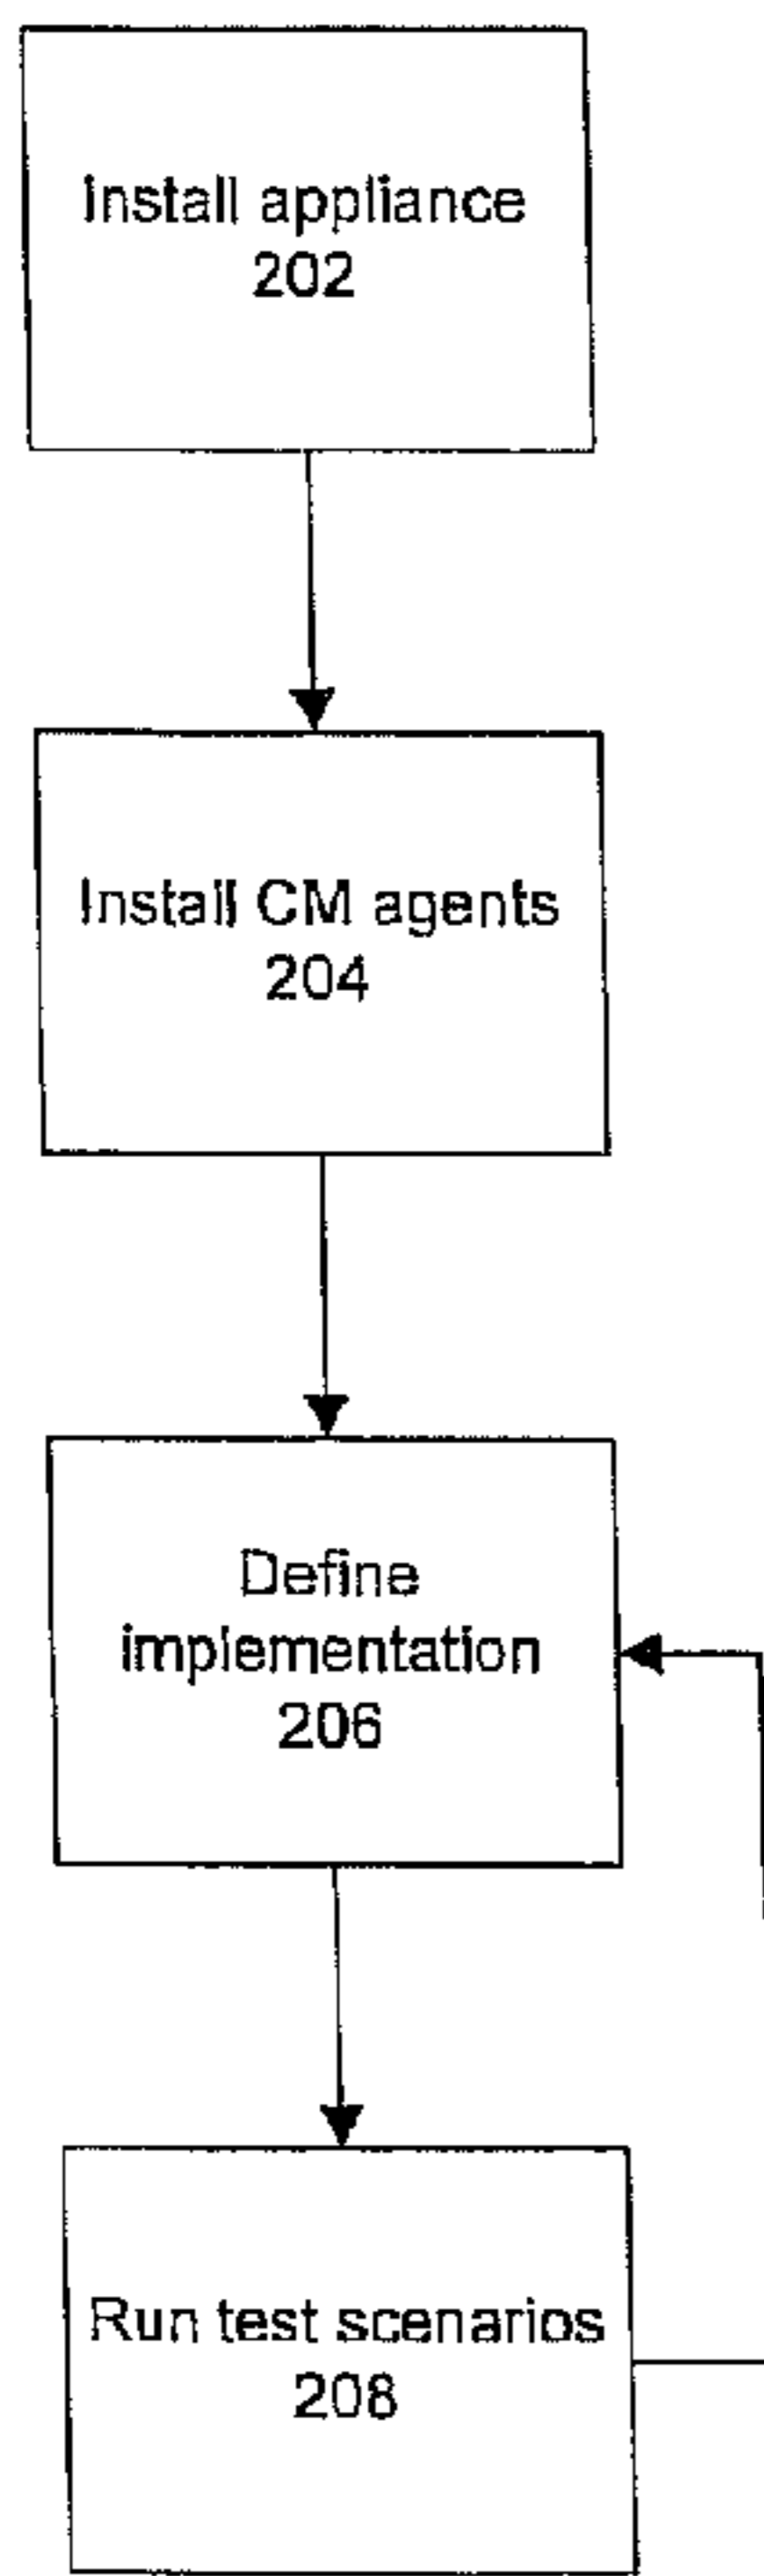 Install appliance
202
Install CM agents
204
Define
implementation
206
Run test scenarios
208